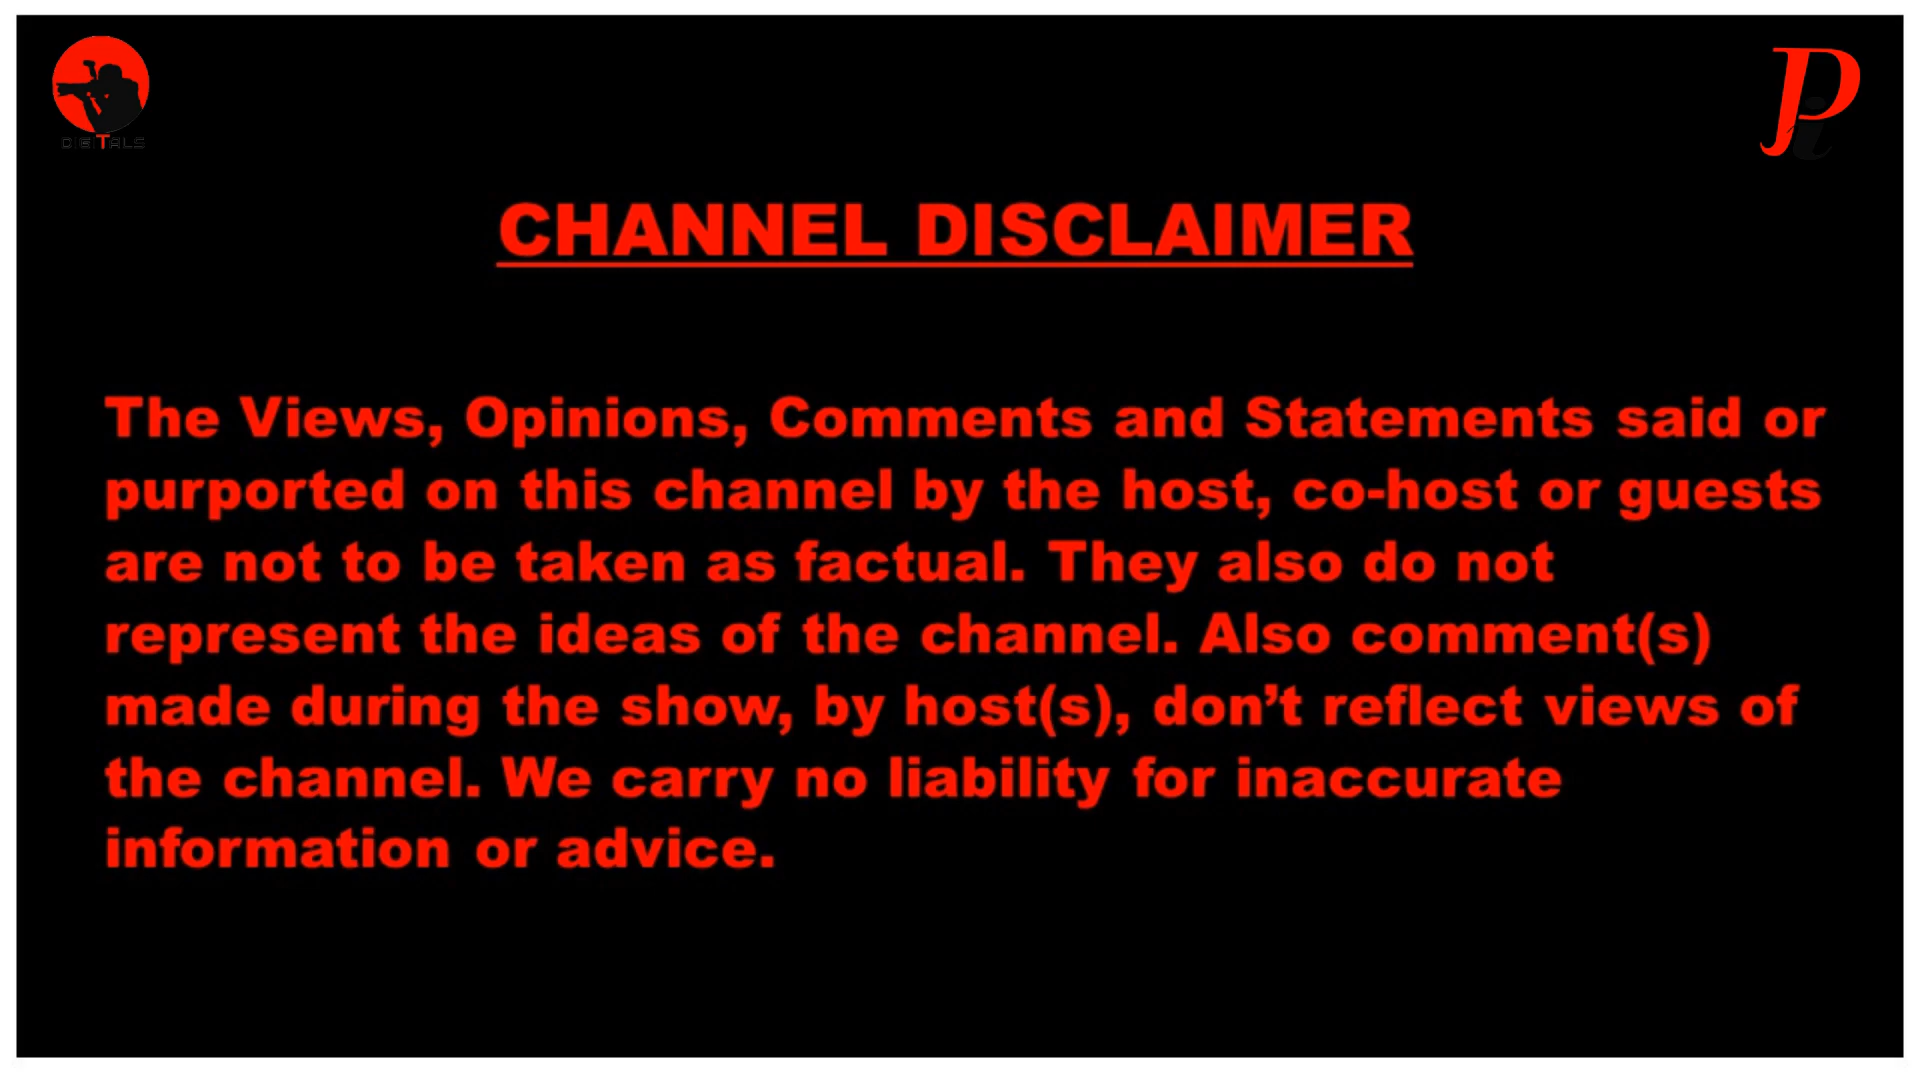 DIGITALS
Pi
CHANNEL DISCLAIMER
The Views, Opinions, Comments and Statements said or
purported on this channel by the host, co-host or guests
are not to be taken as factual. They also do not
represent the ideas of the channel. Also comment(s)
made during the show, by host(s), don’t reflect views of
the channel. We carry no liability for inaccurate
information or advice.